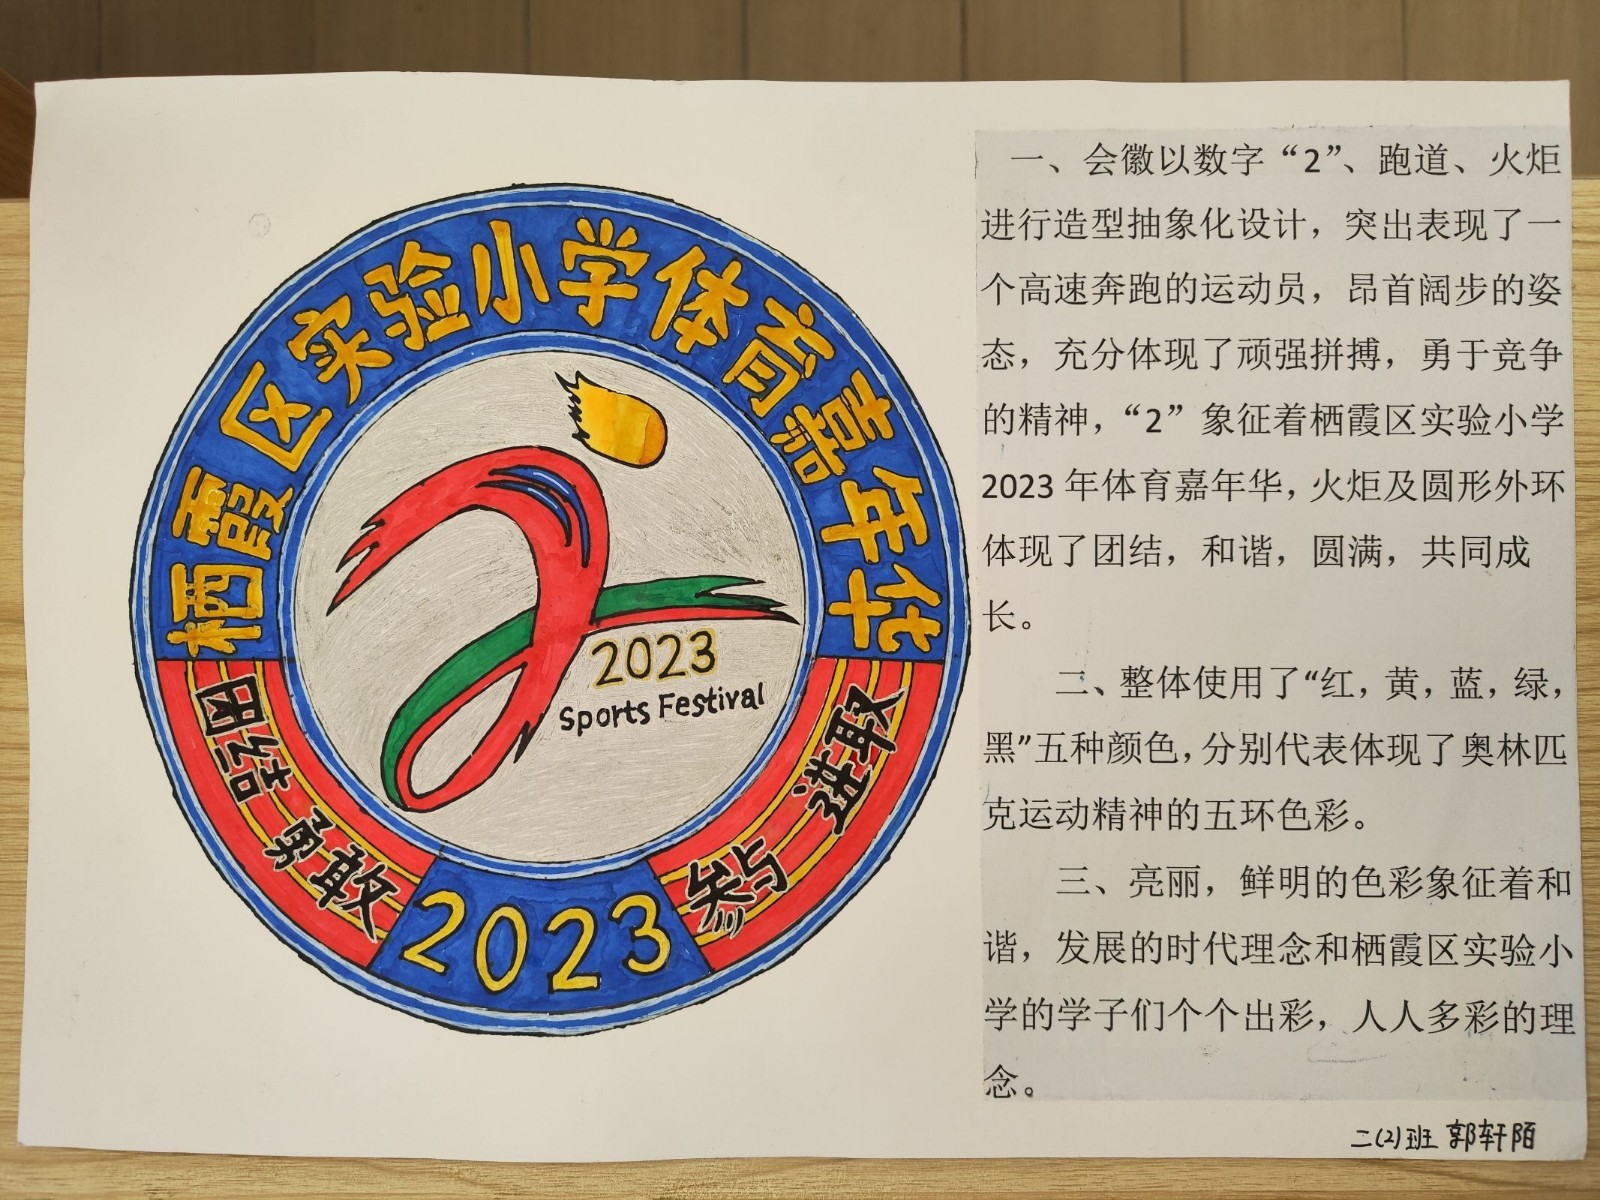 栖霞区实验小学体育嘉年华
2023
Sports Festival
团结 勇敢
2023
参与 进取
一、会徽以数字“2”、跑道、火炬
进行造型抽象化设计，突出表现了一
个高速奔跑的运动员，昂首阔步的姿
态，充分体现了顽强拼搏，勇于竞争
的精神，“2”象征着栖霞区实验小学
2023年体育嘉年华，火炬及圆形外环
体现了团结，和谐，圆满，共同成
长。
二、整体使用了“红，黄，蓝，绿，
黑”五种颜色，分别代表体现了奥林匹
克运动精神的五环色彩。
三、亮丽，鲜明的色彩象征着和
谐，发展的时代理念和栖霞区实验小
学的学子们个个出彩，人人多彩的理
念。
二(2)班 郭轩陌